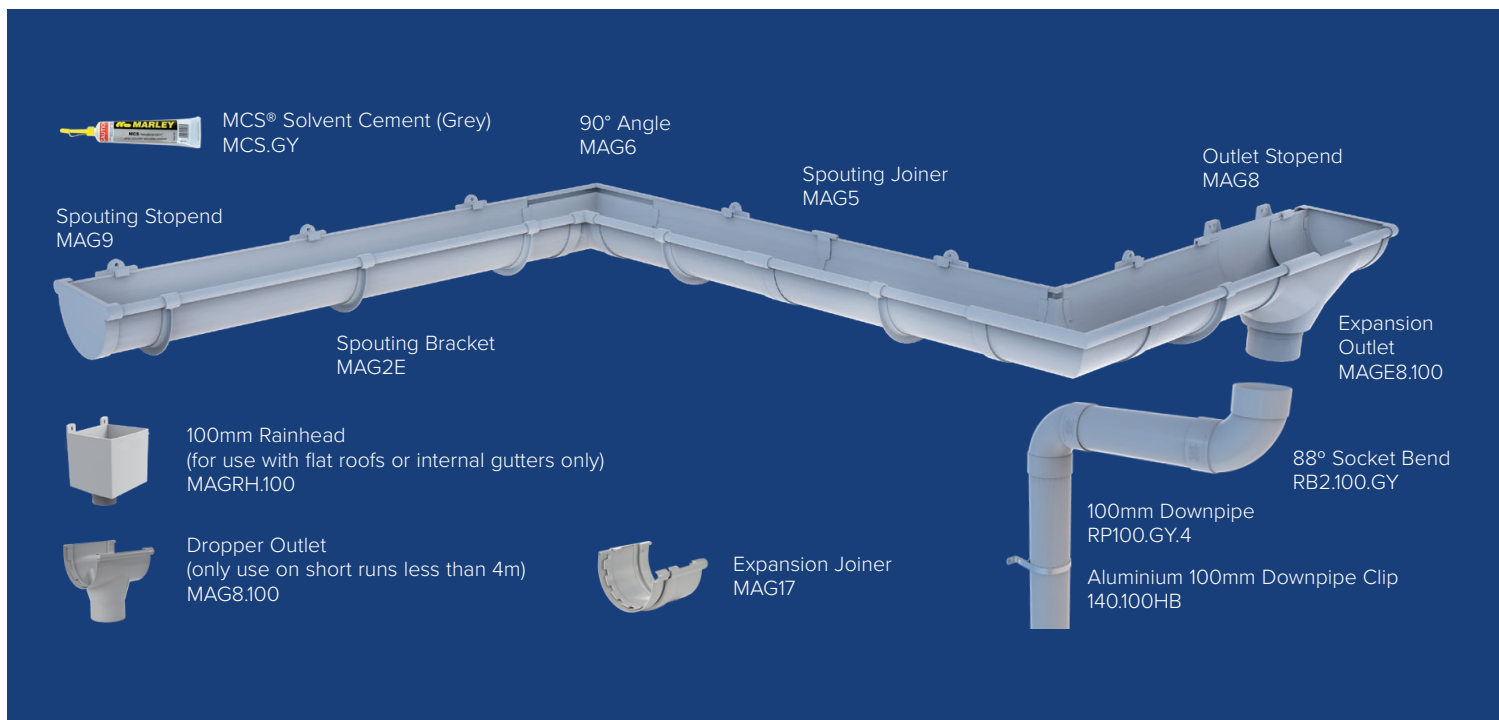 MARLEY
MCS
MCS® Solvent Cement (Grey)
MCS.GY
90° Angle
MAG6
Spouting Joiner
MAG5
Outlet Stopend
MAG8
Spouting Stopend
MAG9
Spouting Bracket
MAG2E
Expansion
Outlet
MAGE8.100
100mm Rainhead
(for use with flat roofs or internal gutters only)
MAGRH.100
88º Socket Bend
RB2.100.GY
100mm Downpipe
RP100.GY.4
Dropper Outlet
(only use on short runs less than 4m)
MAG8.100
Expansion Joiner
MAG17
Aluminium 100mm Downpipe Clip
140.100HB